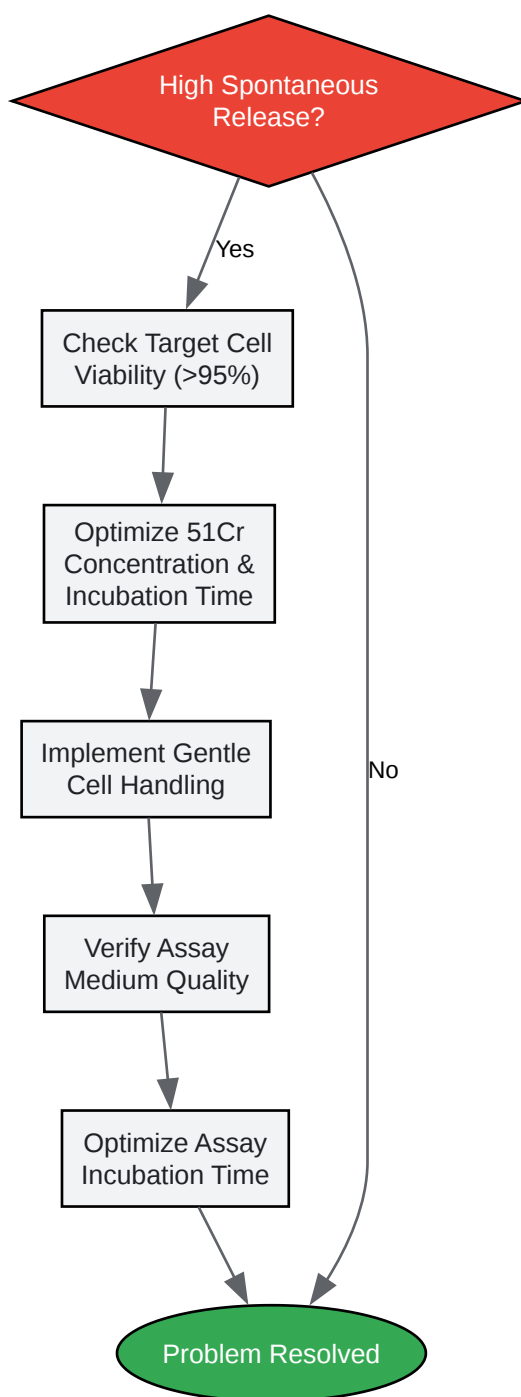 High Spontaneous
Release?
Yes
Check Target Cell
Viability (>95%)
Optimize 51Cr
Concentration &
Incubation Time
Implement Gentle
Cell Handling
No
Verify Assay
Medium Quality
Optimize Assay
Incubation Time
Problem Resolved